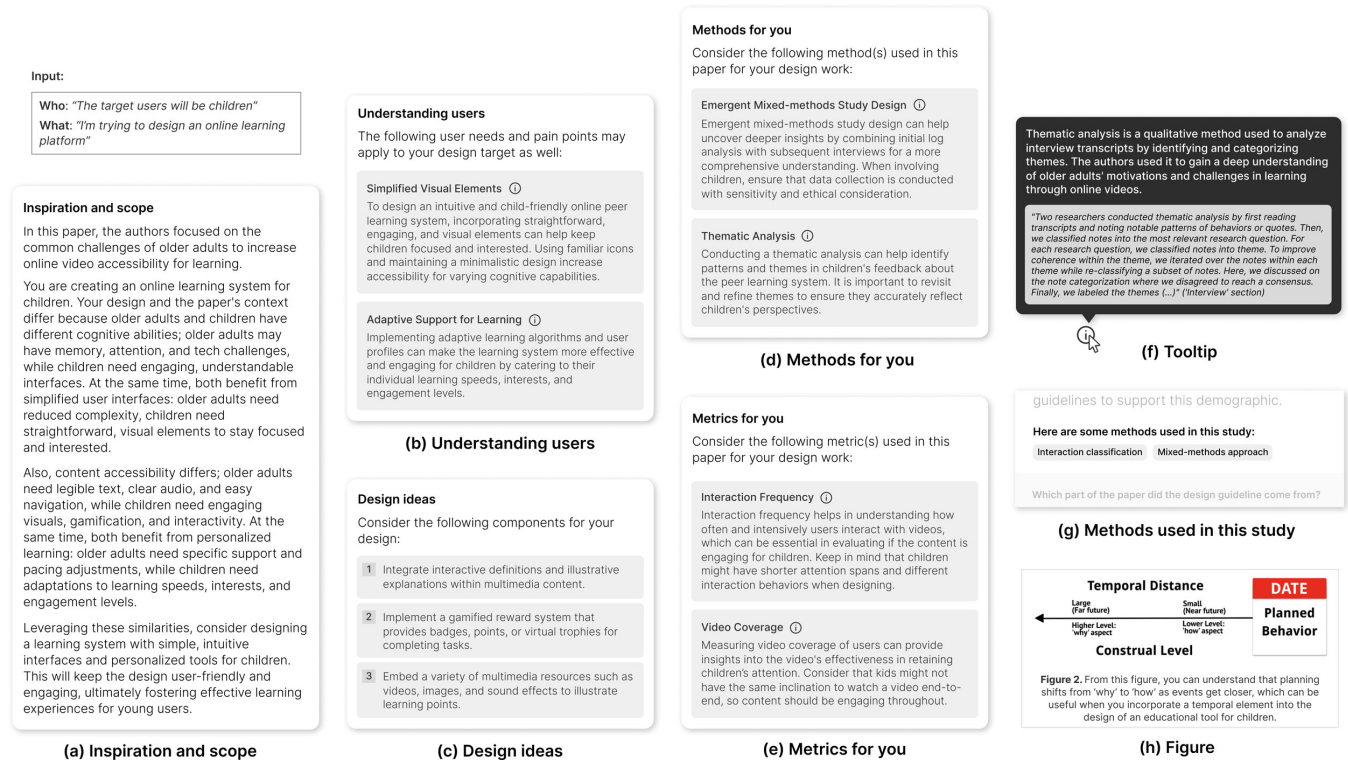 Input:
Who: "The target users will be children"
What: "I'm trying to design an online learning
platform"
Inspiration and scope
In this paper, the authors focused on the
common challenges of older adults to increase
online video accessibility for learning.
You are creating an online learning system for
children. Your design and the paper's context
differ because older adults and children have
different cognitive abilities; older adults may
have memory, attention, and tech challenges,
while children need engaging, understandable
interfaces. At the same time, both benefit from
simplified user interfaces: older adults need
reduced complexity, children need
straightforward, visual elements to stay focused
and interested.
Also, content accessibility differs; older adults
need legible text, clear audio, and easy
navigation, while children need engaging
visuals, gamification, and interactivity. At the
same time, both benefit from personalized
learning: older adults need specific support and
pacing adjustments, while children need
adaptations to learning speeds, interests, and
engagement levels.
Leveraging these similarities, consider designing
a learning system with simple, intuitive
interfaces and personalized tools for children.
This will keep the design user-friendly and
engaging, ultimately fostering effective learning
experiences for young users.
(a) Inspiration and scope
Understanding users
The following user needs and pain points may
apply to your design target as well:
Simplified Visual Elements
To design an intuitive and child-friendly online peer
learning system, incorporating straightforward,
engaging, and visual elements can help keep
children focused and interested. Using familiar icons
and maintaining a minimalistic design increase
accessibility for varying cognitive capabilities.
Adaptive Support for Learning
Implementing adaptive learning algorithms and user
profiles can make the learning system more effective
and engaging for children by catering to their
individual learning speeds, interests, and
engagement levels.
(b) Understanding users
Design ideas
Consider the following components for your
design:
1 Integrate interactive definitions and illustrative
explanations within multimedia content.
2 Implement a gamified reward system that
provides badges, points, or virtual trophies for
completing tasks.
3 Embed a variety of multimedia resources such as
videos, images, and sound effects to illustrate
learning points.
(c) Design ideas
Methods for you
Consider the following method(s) used in this
paper for your design work:
Emergent Mixed-methods Study Design
Emergent mixed-methods study design can help
uncover deeper insights by combining initial log
analysis with subsequent interviews for a more
comprehensive understanding. When involving
children, ensure that data collection is conducted
with sensitivity and ethical consideration.
Thematic Analysis
Conducting a thematic analysis can help identify
patterns and themes in children's feedback about
the peer learning system. It is important to revisit
and refine themes to ensure they accurately reflect
children's perspectives.
(d) Methods for you
Metrics for you
Consider the following metric(s) used in this
paper for your design work:
Interaction Frequency
Interaction frequency helps in understanding how
often and intensively users interact with videos,
which can be essential in evaluating if the content is
engaging for children. Keep in mind that children
might have shorter attention spans and different
interaction behaviors when designing.
Video Coverage
Measuring video coverage of users can provide
insights into the video's effectiveness in retaining
children's attention. Consider that kids might not
have the same inclination to watch a video end-to-
end, so content should be engaging throughout.
(e) Metrics for you
Thematic analysis is a qualitative method used to analyze
interview transcripts by identifying and categorizing
themes. The authors used it to gain a deep understanding
of older adults' motivations and challenges in learning
through online videos.
"Two researchers conducted thematic analysis by first reading
transcripts and noting notable patterns of behaviors or quotes. Then,
we classified notes into the most relevant research question. For
each research question, we classified notes into theme. To improve
coherence within the theme, we iterated over the notes within each
theme while re-classifying a subset of notes. Here, we discussed on
the note categorization where we disagreed to reach a consensus.
Finally, we labeled the themes (...)" ('Interview' section)
(f) Tooltip
guidelines to support this demographic.
Here are some methods used in this study:
Interaction classification Mixed-methods approach
Which part of the paper did the design guideline come from?
(g) Methods used in this study
Temporal Distance
Large
(Far future)
Small
(Near future)
Higher Level:
'why' aspect
Lower Level:
'how' aspect
Construal Level
DATE
Planned
Behavior
Figure 2. From this figure, you can understand that planning
shifts from 'why' to 'how' as events get closer, which can be
useful when you incorporate a temporal element into the
design of an educational tool for children.
(h) Figure